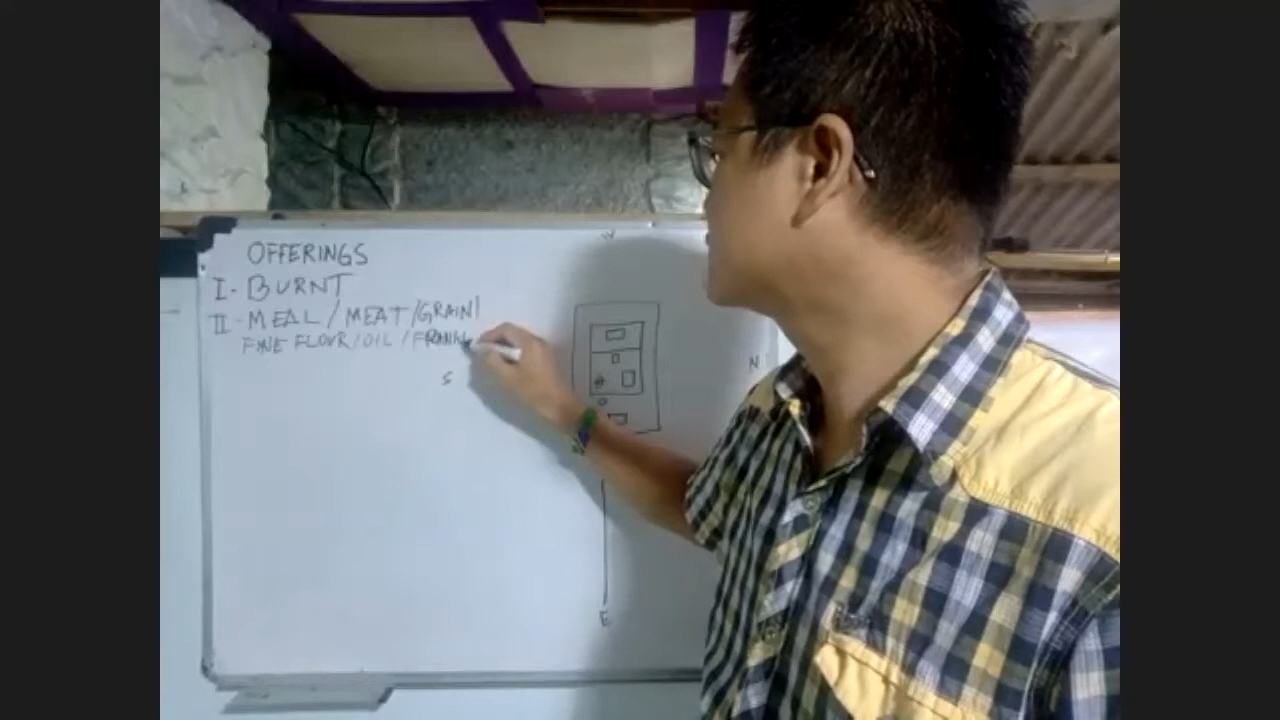 OFFERINGS
I - BURNT
II - MEAL / MEAT / GRAIN
FINE FLOUR / OIL / FRANK
W
S
N
E